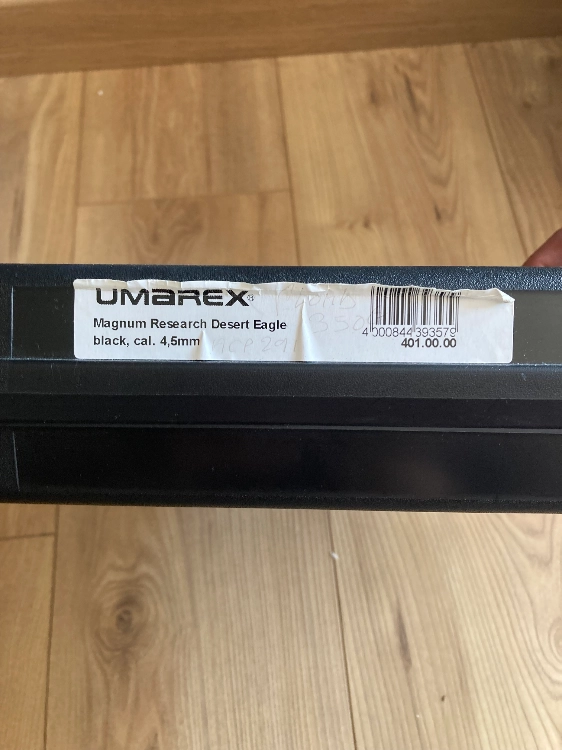 UMAREX®
Magnum Research Desert Eagle
black, cal. 4,5mm
4 000844 393579
401.00.00